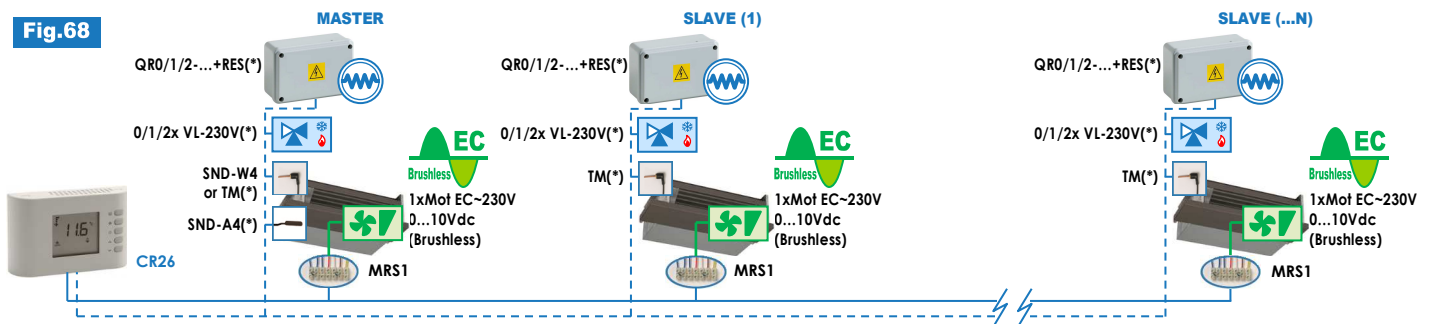 Fig.68
MASTER
QR0/1/2-...+RES(*)
0/1/2x VL-230V(*)
SND-W4
or TM(*)
SND-A4(*)
EC
Brushless
1xMot EC~230V
0...10Vdc
(Brushless)
MRS1
11.6
CR26
SLAVE (1)
QR0/1/2-...+RES(*)
0/1/2x VL-230V(*)
TM(*)
EC
Brushless
1xMot EC~230V
0...10Vdc
(Brushless)
MRS1
SLAVE (...N)
QR0/1/2-...+RES(*)
0/1/2x VL-230V(*)
TM(*)
EC
Brushless
1xMot EC~230V
0...10Vdc
(Brushless)
MRS1